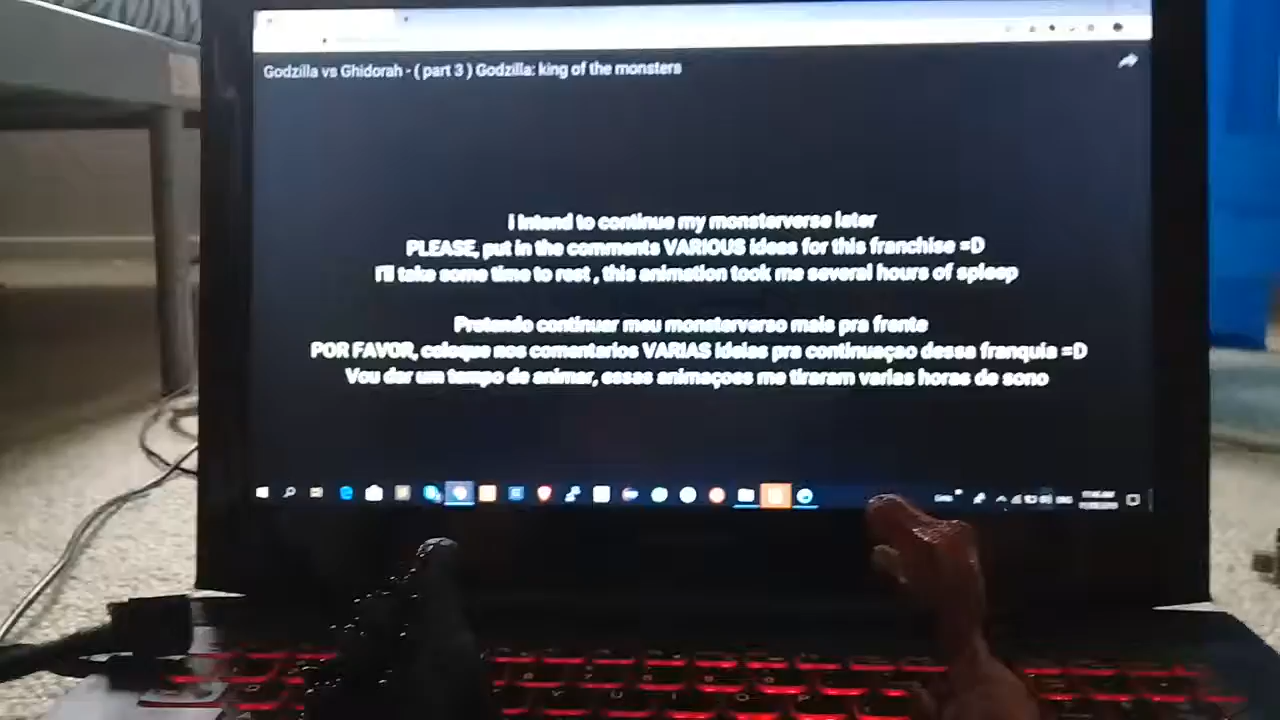 Godzilla vs Ghidorah - ( part 3 ) Godzilla: king of the monsters
i intend to continue my monsterverse later
PLEASE, put in the comments VARIOUS ideas for this franchise =D
I'll take some time to rest , this animation took me several hours of spleep
Pretendo continuar meu monsterverso mais pra frente
POR FAVOR, coloque nos comentarios VARIAS ideias pra continuaçao dessa franquia =D
Vou dar um tempo de animar, essas animaçoes me tiraram varias horas de sono